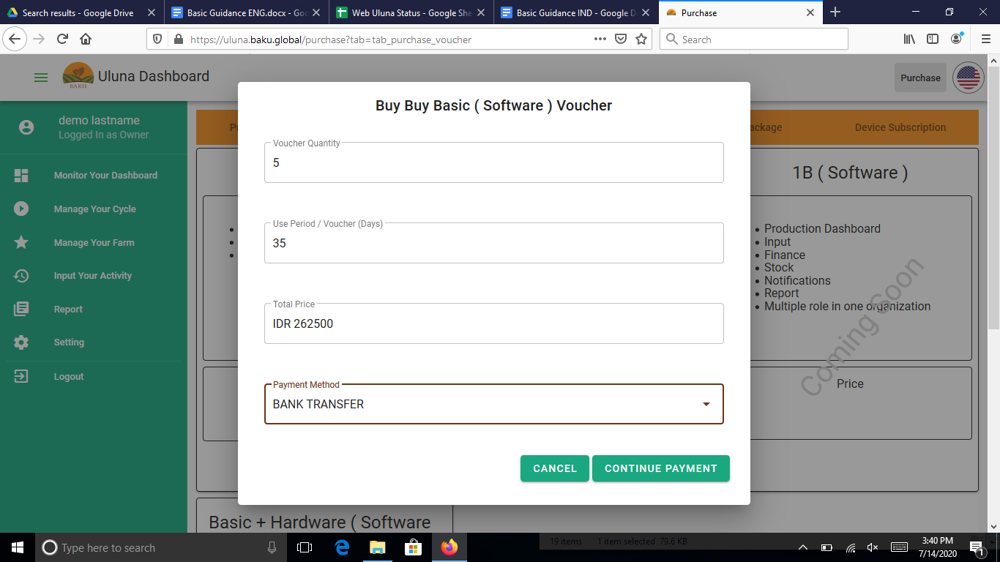 Search results - Google Drive
Basic Guidance ENG.docx - Goo
Web Uluna Status - Google She
Basic Guidance IND - Google D
Purchase
https://uluna.baku.global/purchase?tab=tab_purchase_voucher
Search
BAKU
Uluna Dashboard
Purchase
demo lastname
Logged In as Owner
Monitor Your Dashboard
Manage Your Cycle
Manage Your Farm
Input Your Activity
Report
Setting
Logout
ackage
Device Subscription
Buy Buy Basic ( Software ) Voucher
Voucher Quantity
5
Use Period / Voucher (Days)
35
Total Price
IDR 262500
Payment Method
BANK TRANSFER
CANCEL
CONTINUE PAYMENT
1B ( Software )
Production Dashboard
Input
Finance
Stock
Notifications
Report
Multiple role in one organization
Coming Soon
Price
Basic + Hardware ( Software
19 items 1 item selected 79.6 KB
Type here to search
3:40 PM
7/14/2020
1